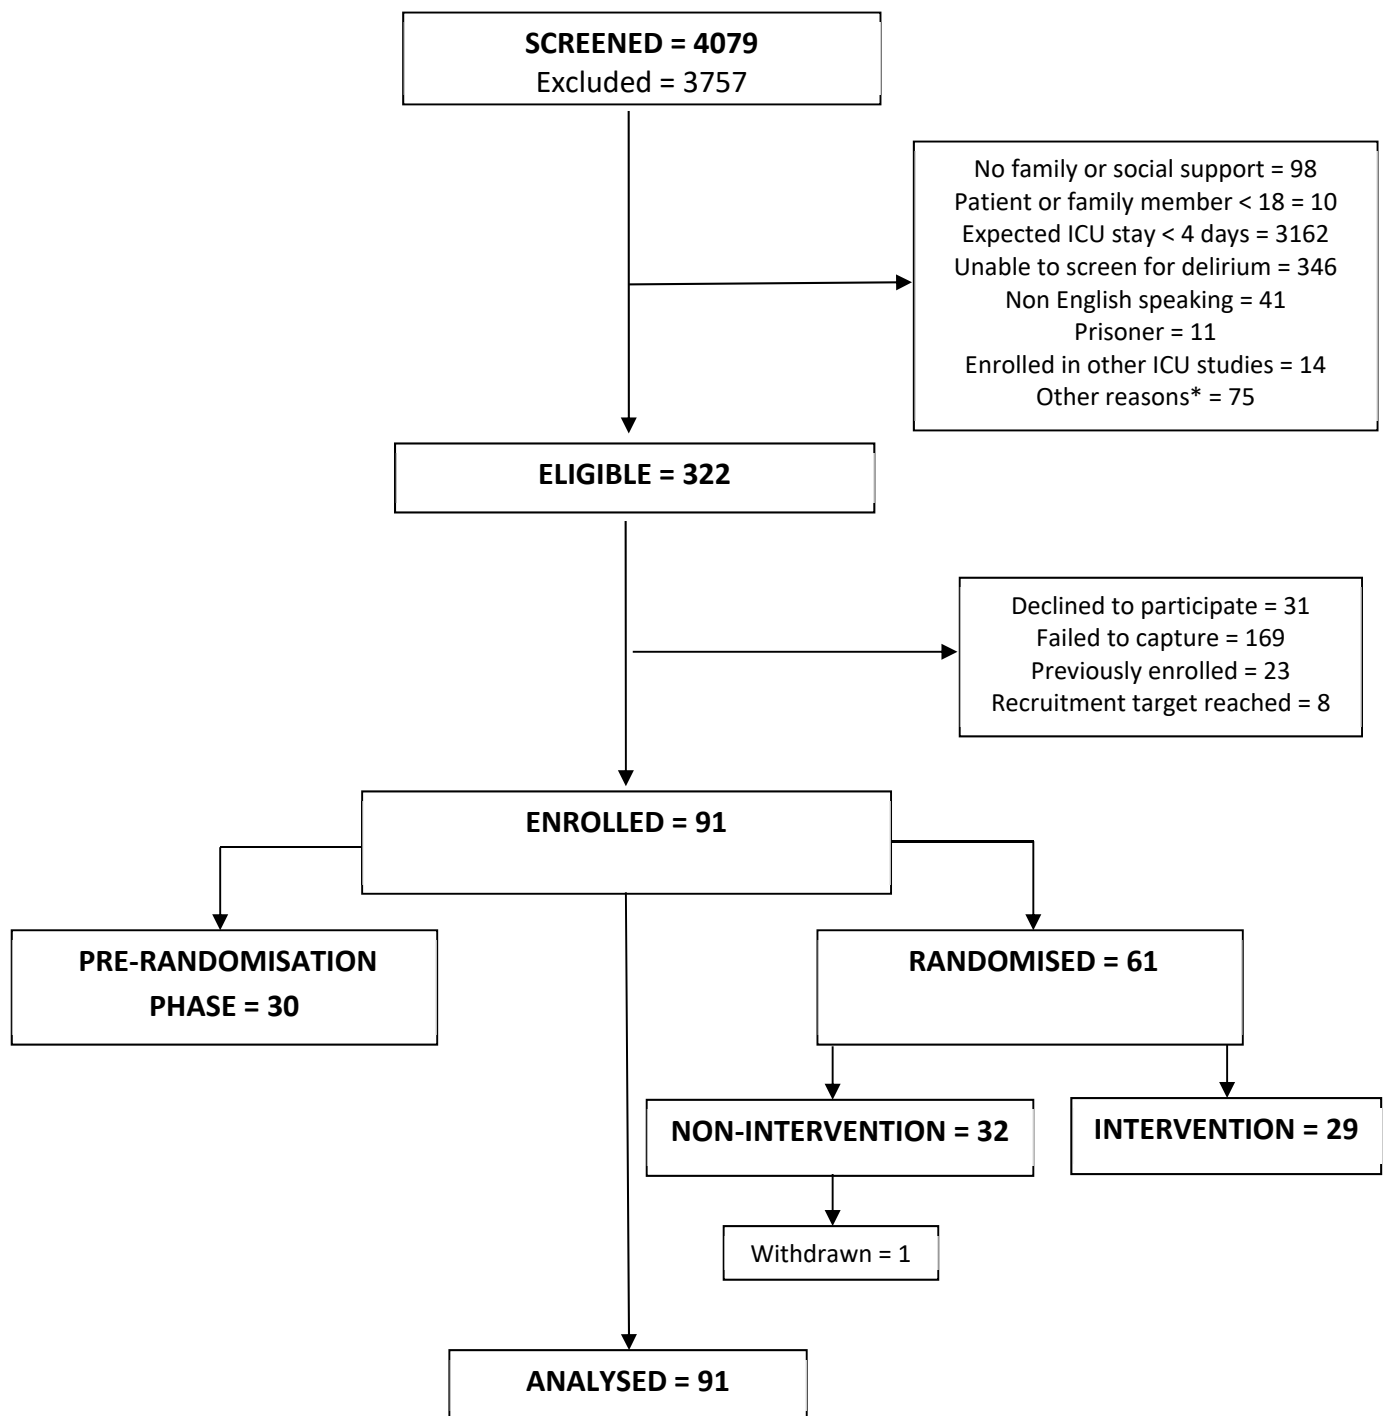 SCREENED = 4079
Excluded = 3757
No family or social support = 98
Patient or family member < 18 = 10
Expected ICU stay < 4 days = 3162
Unable to screen for delirium = 346
Non English speaking = 41
Prisoner = 11
Enrolled in other ICU studies = 14
Other reasons* = 75
ELIGIBLE = 322
Declined to participate = 31
Failed to capture = 169
Previously enrolled = 23
Recruitment target reached = 8
ENROLLED = 91
PRE-RANDOMISATION
PHASE = 30
RANDOMISED = 61
NON-INTERVENTION = 32
INTERVENTION = 29
Withdrawn = 1
ANALYSED = 91